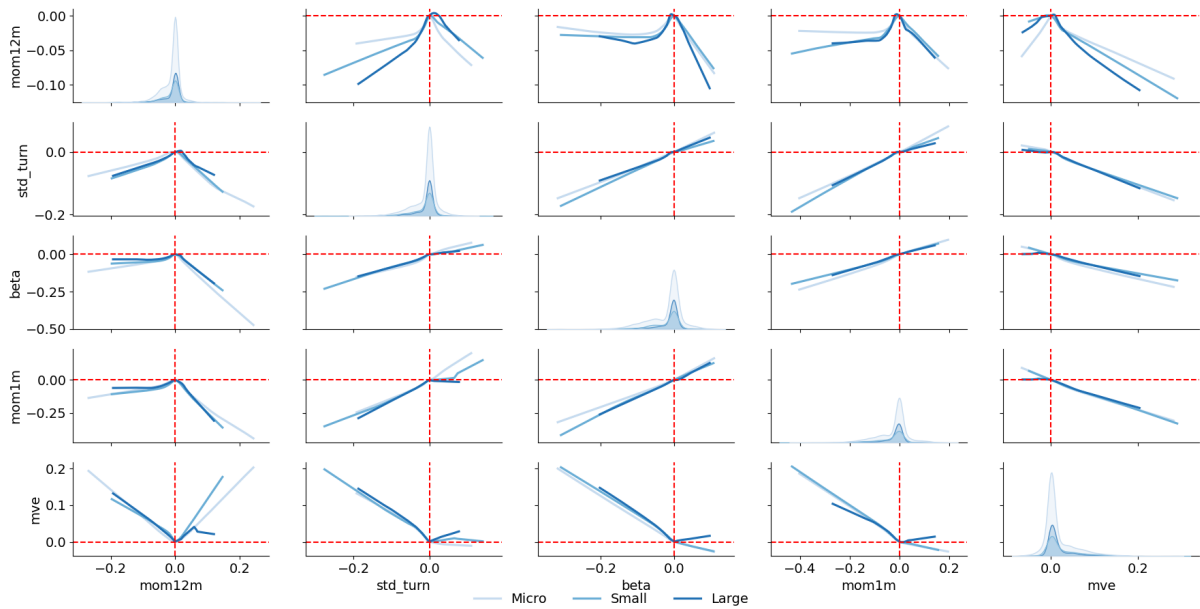 0.00
−0.05
−0.10
mom12m
0.0
−0.2
std_turn
0.00
−0.25
−0.50
beta
0.00
−0.25
mom1m
0.2
0.1
0.0
mve
−0.2 0.0 0.2
−0.2 0.0
−0.2 0.0
−0.4 −0.2 0.0 0.2
0.0 0.2
mom12m std_turn beta mom1m mve
Micro Small Large